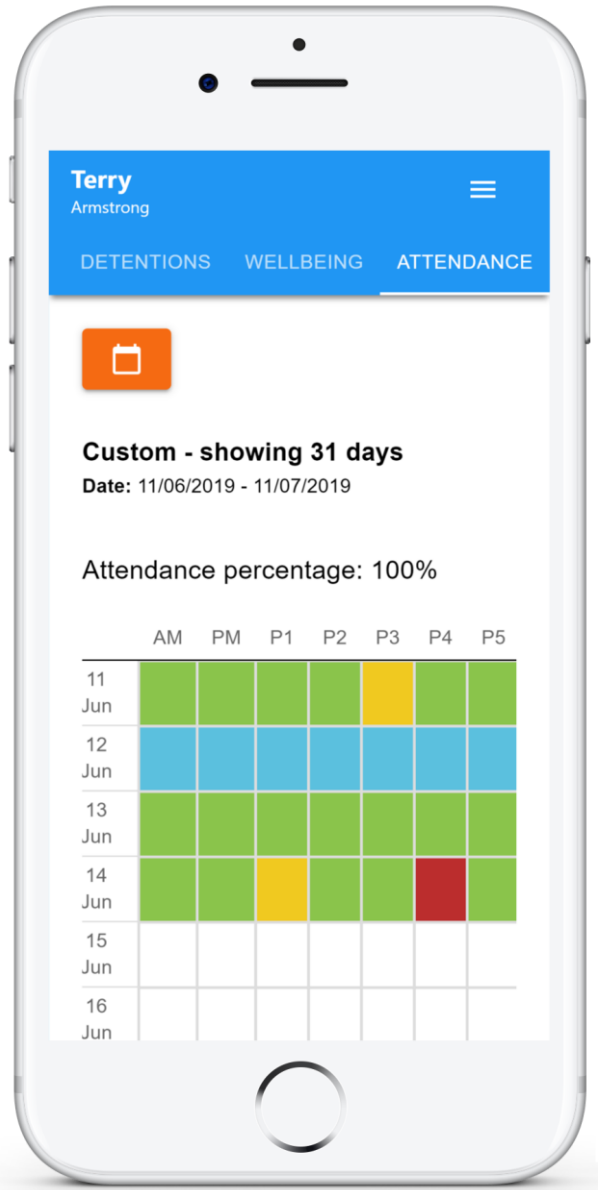 Terry
Armstrong
DETENTIONS WELLBEING ATTENDANCE
Custom - showing 31 days
Date: 11/06/2019 - 11/07/2019
Attendance percentage: 100%
AM PM P1 P2 P3 P4 P5
11
Jun
12
Jun
13
Jun
14
Jun
15
Jun
16
Jun